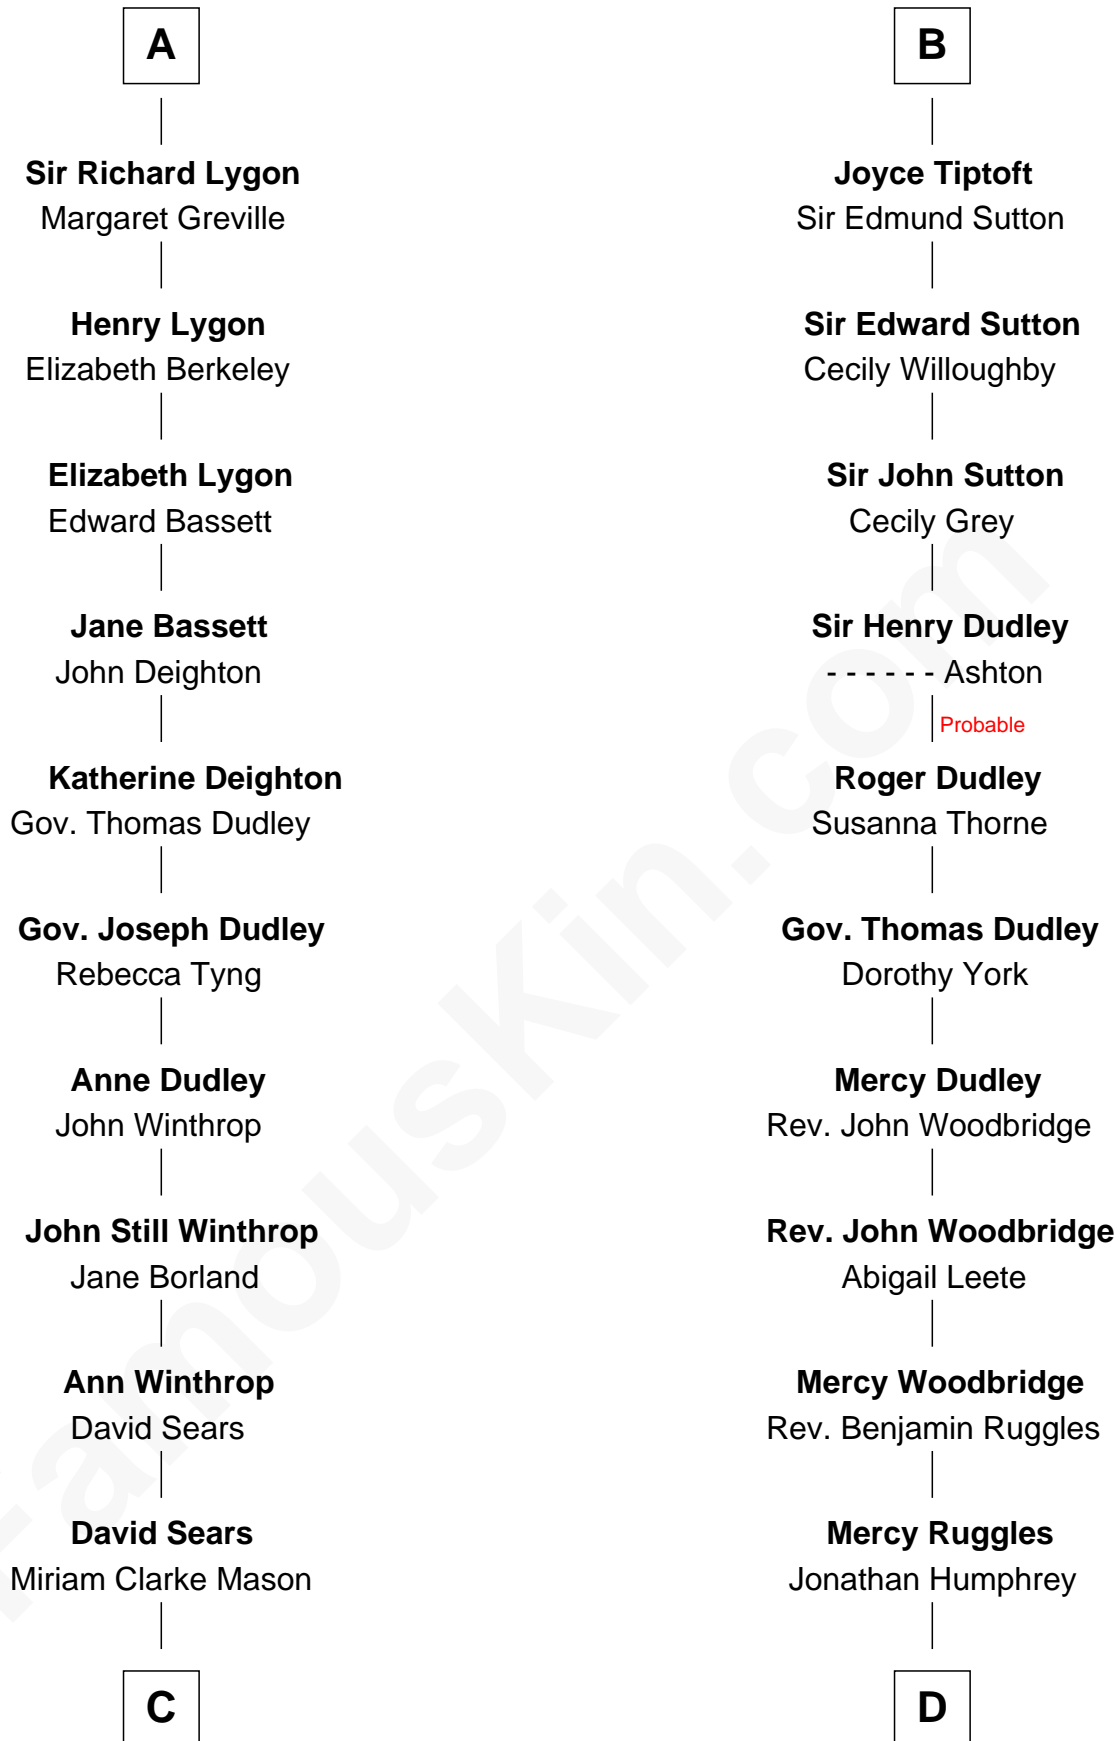 A
Sir Richard Lygon
Margaret Greville
Henry Lygon
Elizabeth Berkeley
Elizabeth Lygon
Edward Bassett
Jane Bassett
John Deighton
Katherine Deighton
Gov. Thomas Dudley
Gov. Joseph Dudley
Rebecca Tyng
Anne Dudley
John Winthrop
John Still Winthrop
Jane Borland
Ann Winthrop
David Sears
David Sears
Miriam Clarke Mason
C
B
Joyce Tiptoft
Sir Edmund Sutton
Sir Edward Sutton
Cecily Willoughby
Sir John Sutton
Cecily Grey
Sir Henry Dudley
- - - - - - Ashton
Probable
Roger Dudley
Susanna Thorne
Gov. Thomas Dudley
Dorothy York
Mercy Dudley
Rev. John Woodbridge
Rev. John Woodbridge
Abigail Leete
Mercy Woodbridge
Rev. Benjamin Ruggles
Mercy Ruggles
Jonathan Humphrey
D
FamousKin.com